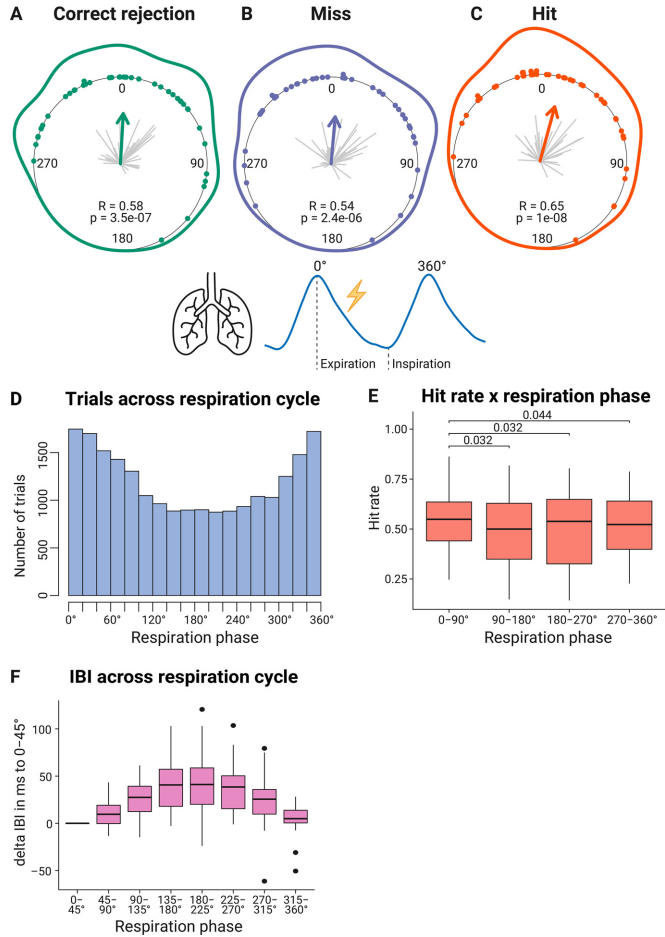 A Correct rejection
B Miss
C Hit
0
270
90
R = 0.58
p = 3.5e-07
180
0
270
90
R = 0.54
p = 2.4e-06
180
0
270
90
R = 0.65
p = 1e-08
180
0°
360°
Expiration
Inspiration
D Trials across respiration cycle
Number of trials
1500
1000
500
0
0° 60° 120° 180° 240° 300° 360°
Respiration phase
E Hit rate x respiration phase
0.044
0.032
0.032
Hit rate
1.00
0.75
0.50
0.25
0–90° 90–180° 180–270° 270–360°
Respiration phase
F IBI across respiration cycle
delta IBI in ms to 0–45°
100
50
0
−50
0– 45– 90– 135– 180– 225– 270– 315–
45° 90° 135° 180° 225° 270° 315° 360°
Respiration phase